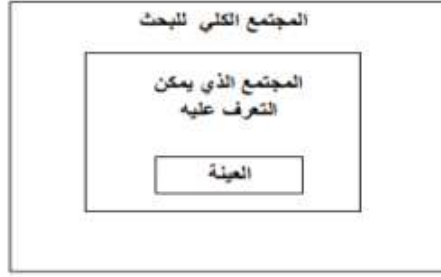 المجتمع الكلي للبحث
المجتمع الذي يمكن
التعرف عليه
العينة